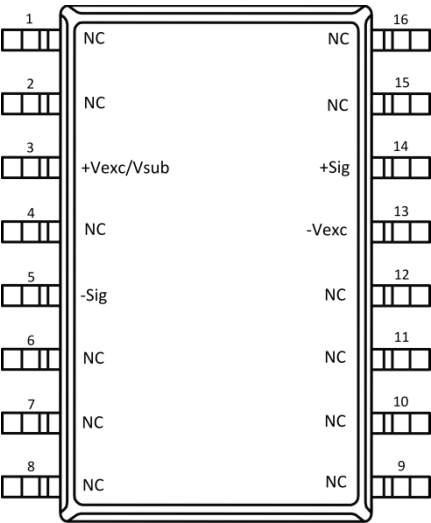 1 16
NC NC
2 15
NC NC
3 14
+Vexc/Vsub +Sig
4 13
NC -Vexc
5 12
-Sig NC
6 11
NC NC
7 10
NC NC
8 9
NC NC